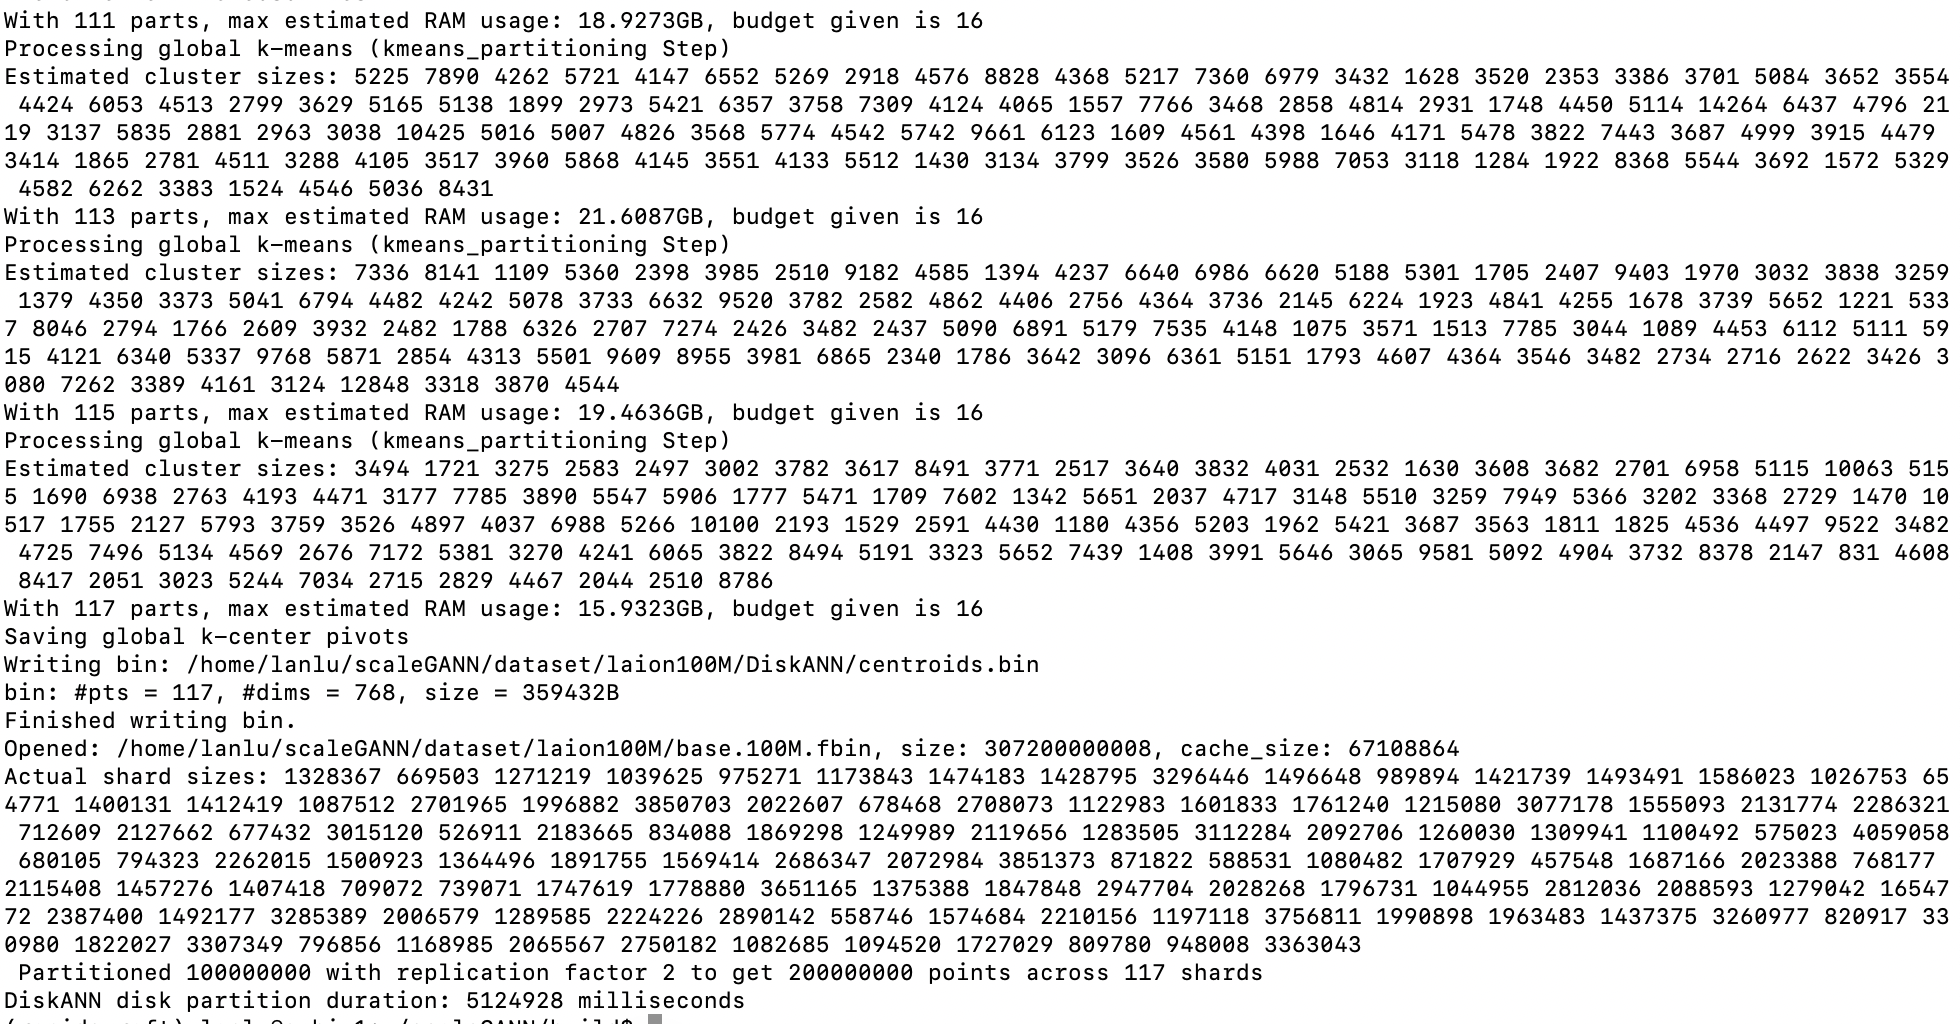 With 111 parts, max estimated RAM usage: 18.9273GB, budget given is 16
Processing global k-means (kmeans_partitioning Step)
Estimated cluster sizes: 5225 7890 4262 5721 4147 6552 5269 2918 4576 8828 4368 5217 7360 6979 3432 1628 3520 2353 3386 3701 5084 3652 3554
4424 6053 4513 2799 3629 5165 5138 1899 2973 5421 6357 3758 7309 4124 4065 1557 7766 3468 2858 4814 2931 1748 4450 5114 14264 6437 4796 21
19 3137 5835 2881 2963 3038 10425 5016 5007 4826 3568 5774 4542 5742 9661 6123 1609 4561 4398 1646 4171 5478 3822 7443 3687 4999 3915 4479
3414 1865 2781 4511 3288 4105 3517 3960 5868 4145 3551 4133 5512 1430 3134 3799 3526 3580 5988 7053 3118 1284 1922 8368 5544 3692 1572 5329
4582 6262 3383 1524 4546 5036 8431
With 113 parts, max estimated RAM usage: 21.6087GB, budget given is 16
Processing global k-means (kmeans_partitioning Step)
Estimated cluster sizes: 7336 8141 1109 5360 2398 3985 2510 9182 4585 1394 4237 6640 6986 6620 5188 5301 1705 2407 9403 1970 3032 3838 3259
1379 4350 3373 5041 6794 4482 4242 5078 3733 6632 9520 3782 2582 4862 4406 2756 4364 3736 2145 6224 1923 4841 4255 1678 3739 5652 1221 533
7 8046 2794 1766 2609 3932 2482 1788 6326 2707 7274 2426 3482 2437 5090 6891 5179 7535 4148 1075 3571 1513 7785 3044 1089 4453 6112 5111 59
15 4121 6340 5337 9768 5871 2854 4313 5501 9609 8955 3981 6865 2340 1786 3642 3096 6361 5151 1793 4607 4364 3546 3482 2734 2716 2622 3426 3
080 7262 3389 4161 3124 12848 3318 3870 4544
With 115 parts, max estimated RAM usage: 19.4636GB, budget given is 16
Processing global k-means (kmeans_partitioning Step)
Estimated cluster sizes: 3494 1721 3275 2583 2497 3002 3782 3617 8491 3771 2517 3640 3832 4031 2532 1630 3608 3682 2701 6958 5115 10063 515
5 1690 6938 2763 4193 4471 3177 7785 3890 5547 5906 1777 5471 1709 7602 1342 5651 2037 4717 3148 5510 3259 7949 5366 3202 3368 2729 1470 10
517 1755 2127 5793 3759 3526 4897 4037 6988 5266 10100 2193 1529 2591 4430 1180 4356 5203 1962 5421 3687 3563 1811 1825 4536 4497 9522 3482
4725 7496 5134 4569 2676 7172 5381 3270 4241 6065 3822 8494 5191 3323 5652 7439 1408 3991 5646 3065 9581 5092 4904 3732 8378 2147 831 4608
8417 2051 3023 5244 7034 2715 2829 4467 2044 2510 8786
With 117 parts, max estimated RAM usage: 15.9323GB, budget given is 16
Saving global k-center pivots
Writing bin: /home/lanlu/scaleGANN/dataset/laion100M/DiskANN/centroids.bin
bin: #pts = 117, #dims = 768, size = 359432B
Finished writing bin.
Opened: /home/lanlu/scaleGANN/dataset/laion100M/base.100M.fbin, size: 307200000008, cache_size: 67108864
Actual shard sizes: 1328367 669503 1271219 1039625 975271 1173843 1474183 1428795 3296446 1496648 989894 1421739 1493491 1586023 1026753 65
4771 1400131 1412419 1087512 2701965 1996882 3850703 2022607 678468 2708073 1122983 1601833 1761240 1215080 3077178 1555093 2131774 2286321
712609 2127662 677432 3015120 526911 2183665 834088 1869298 1249989 2119656 1283505 3112284 2092706 1260030 1309941 1100492 575023 4059058
680105 794323 2262015 1500923 1364496 1891755 1569414 2686347 2072984 3851373 871822 588531 1080482 1707929 457548 1687166 2023388 768177
2115408 1457276 1407418 709072 739071 1747619 1778880 3651165 1375388 1847848 2947704 2028268 1796731 1044955 2812036 2088593 1279042 16547
72 2387400 1492177 3285389 2006579 1289585 2224226 2890142 558746 1574684 2210156 1197118 3756811 1990898 1963483 1437375 3260977 820917 33
0980 1822027 3307349 796856 1168985 2065567 2750182 1082685 1094520 1727029 809780 948008 3363043
Partitioned 100000000 with replication factor 2 to get 200000000 points across 117 shards
DiskANN disk partition duration: 5124928 milliseconds